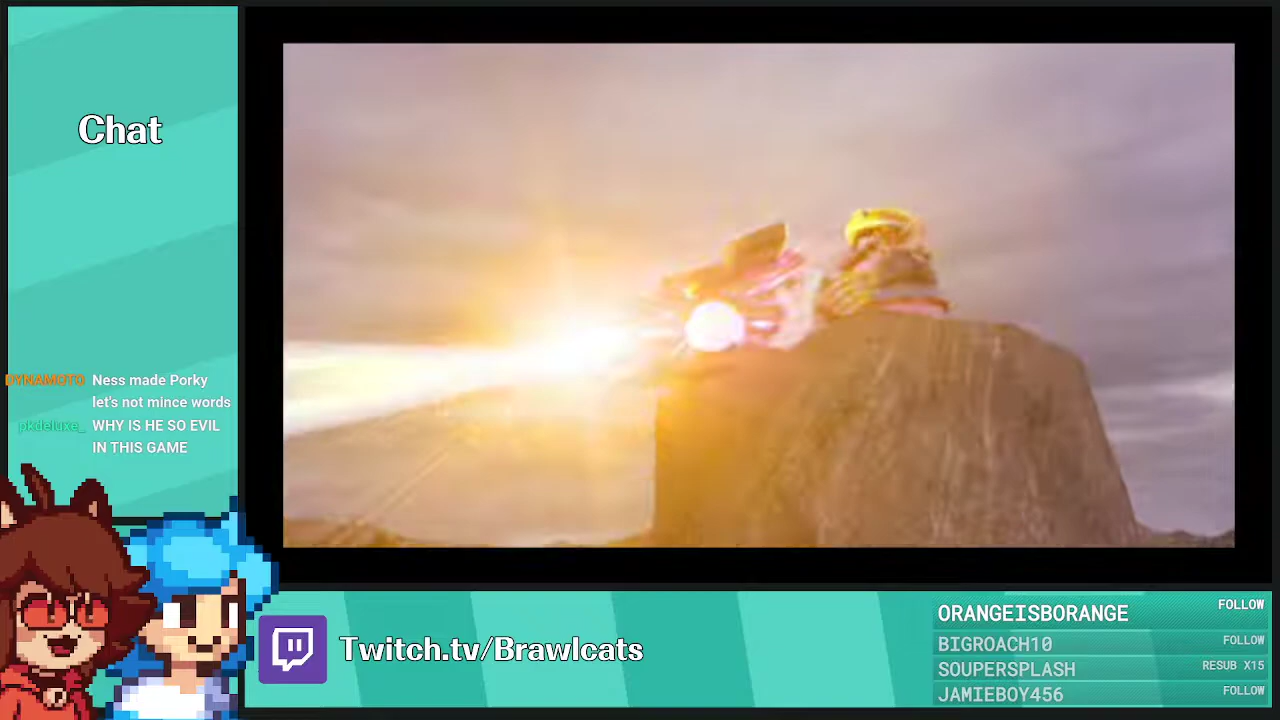 Chat
DYNAMOTO Ness made Porky
let's not mince words
pkdeluxe_ WHY IS HE SO EVIL
IN THIS GAME
Twitch.tv/Brawlcats
ORANGEISBORANGE FOLLOW
BIGROACH10 FOLLOW
SOUPERSPLASH RESUB X15
JAMIEBOY456 FOLLOW